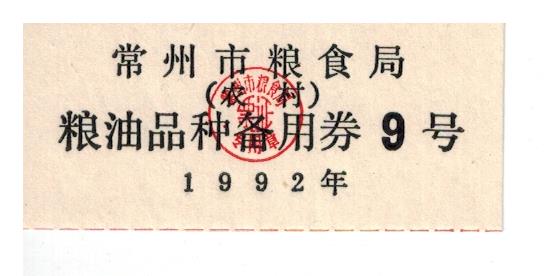 常州市粮食局
(农村)
粮油品种备用券 9 号
1992年